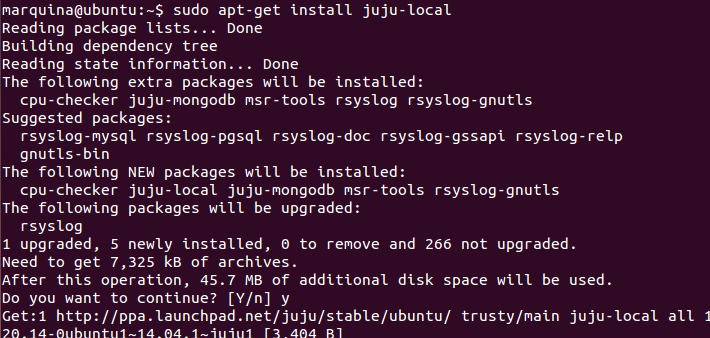 marquina@ubuntu:~$ sudo apt-get install juju-local
Reading package lists... Done
Building dependency tree
Reading state information... Done
The following extra packages will be installed:
  cpu-checker juju-mongodb msr-tools rsyslog rsyslog-gnutls
Suggested packages:
  rsyslog-mysql rsyslog-pgsql rsyslog-doc rsyslog-gssapi rsyslog-relp
  gnutls-bin
The following NEW packages will be installed:
  cpu-checker juju-local juju-mongodb msr-tools rsyslog-gnutls
The following packages will be upgraded:
  rsyslog
1 upgraded, 5 newly installed, 0 to remove and 266 not upgraded.
Need to get 7,325 kB of archives.
After this operation, 45.7 MB of additional disk space will be used.
Do you want to continue? [Y/n] y
Get:1 http://ppa.launchpad.net/juju/stable/ubuntu/ trusty/main juju-local all 1
20.14-0ubuntu1~14.04.1~juju1 [3,404 B]